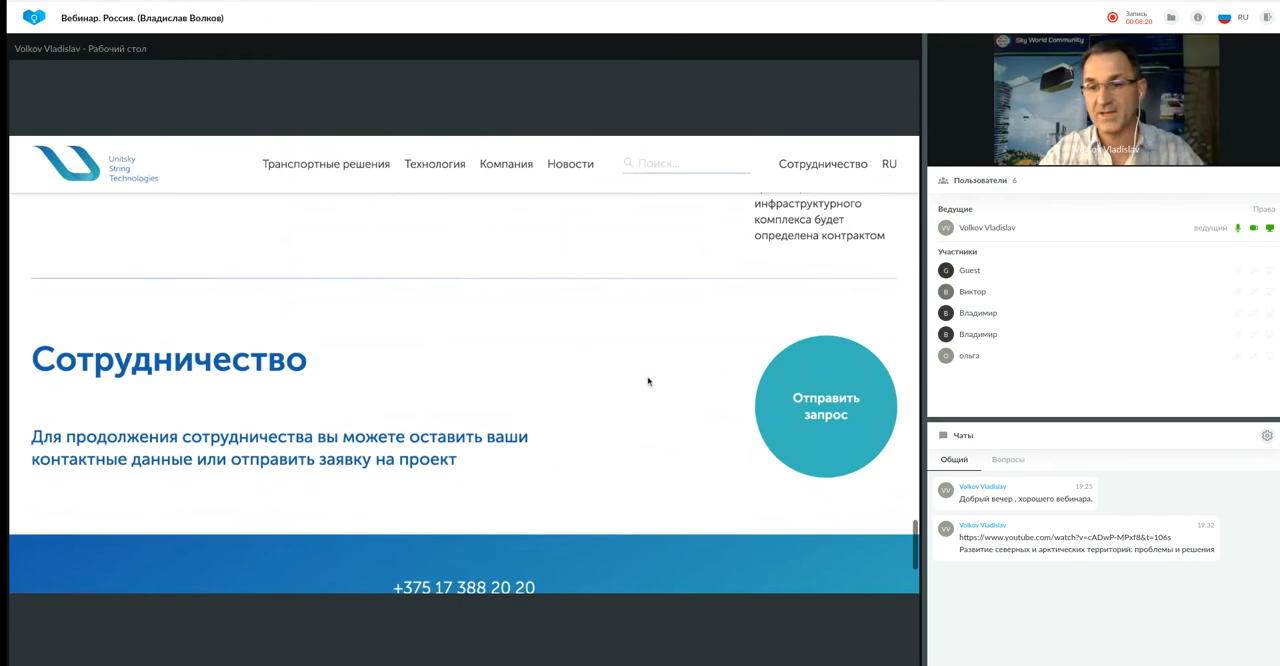 Вебинар. Россия. (Владислав Волков)
Запись
00:08:20
RU
Volkov Vladislav - Рабочий стол
Unitsky
String
Technologies
Транспортные решения
Технология
Компания
Новости
Поиск...
Сотрудничество
RU
инфраструктурного
комплекса будет
определена контрактом
Сотрудничество
Отправить
запрос
Для продолжения сотрудничества вы можете оставить ваши
контактные данные или отправить заявку на проект
+375 17 388 20 20
Sky World Community
Vladislav
Пользователи 6
Ведущие
Права
VV
Volkov Vladislav
ведущий
Участники
G
Guest
В
Виктор
В
Владимир
В
Владимир
О
ольга
Чаты
Общий
Вопросы
VV
Volkov Vladislav
19:25
Добрый вечер , хорошего вебинара.
VV
Volkov Vladislav
19:32
https://www.youtube.com/watch?v=cADwP-MPxf8&t=106s
Развитие северных и арктических территорий: проблемы и решения